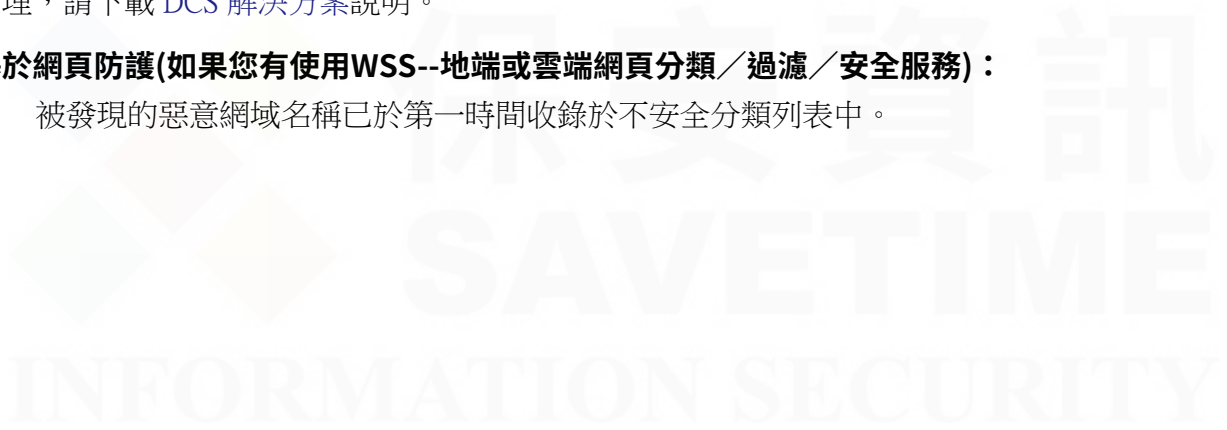 理，請下載 DCS 解決方案說明。
於網頁防護(如果您有使用WSS--地端或雲端網頁分類／過濾／安全服務)：
被發現的惡意網域名稱已於第一時間收錄於不安全分類列表中。
保安資訊
SAVETIME
INFORMATION SECURITY